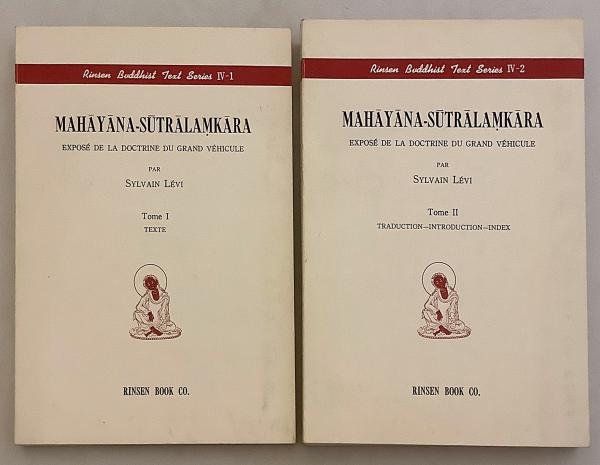 Rinsen Buddhist Text Series IV-1
MAHĀYĀNA-SŪTRĀLAṂKĀRA
EXPOSÉ DE LA DOCTRINE DU GRAND VÉHICULE
PAR
SYLVAIN LÉVI
Tome I
TEXTE
RINSEN BOOK CO.
Rinsen Buddhist Text Series IV-2
MAHĀYĀNA-SŪTRĀLAṂKĀRA
EXPOSÉ DE LA DOCTRINE DU GRAND VÉHICULE
PAR
SYLVAIN LÉVI
Tome II
TRADUCTION—INTRODUCTION—INDEX
RINSEN BOOK CO.